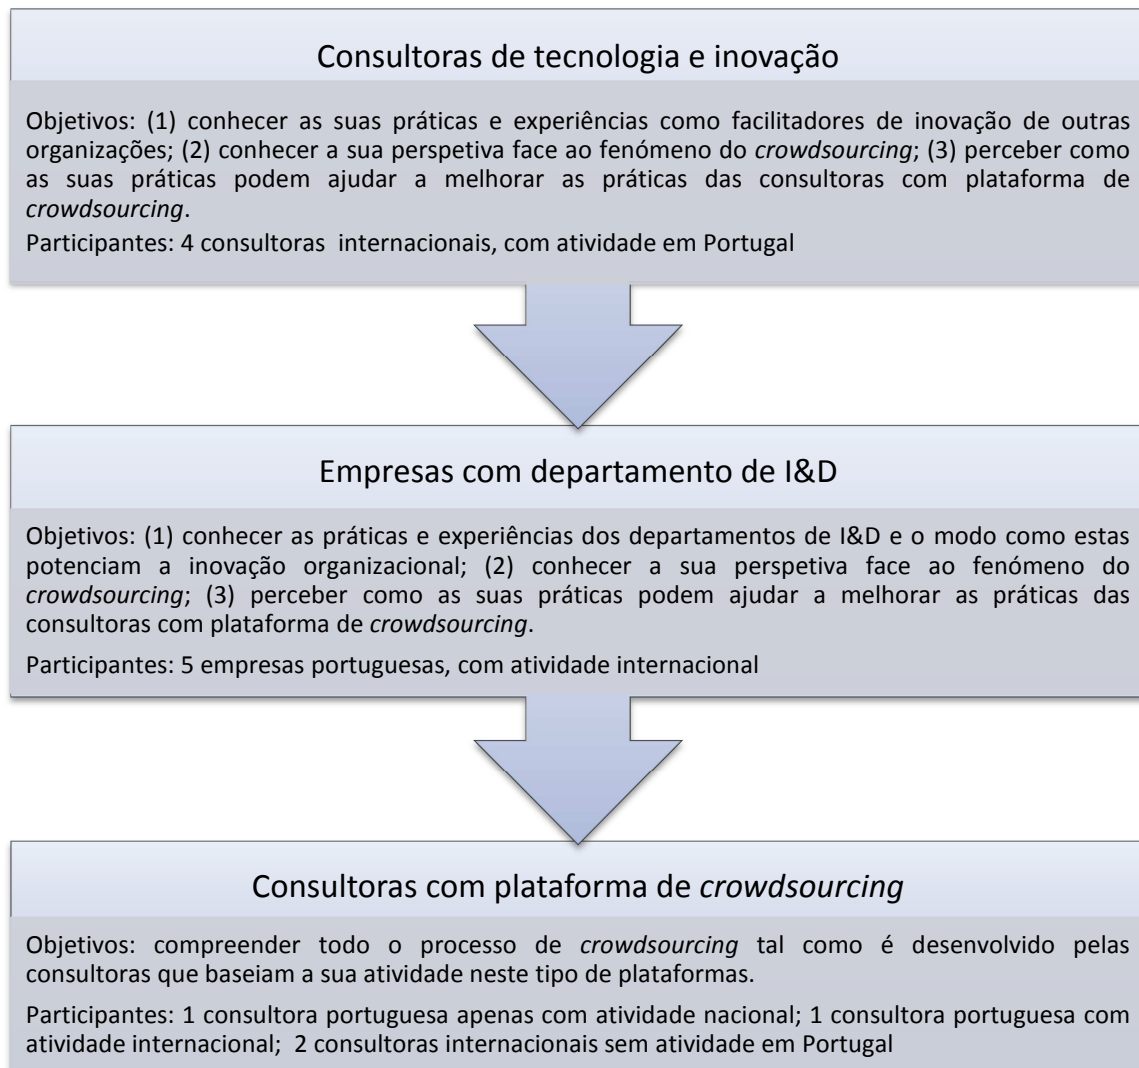 Consultoras de tecnologia e inovação
Objetivos: (1) conhecer as suas práticas e experiências como facilitadores de inovação de outras
organizações; (2) conhecer a sua perspetiva face ao fenómeno do crowdsourcing; (3) perceber como
as suas práticas podem ajudar a melhorar as práticas das consultoras com plataforma de
crowdsourcing.
Participantes: 4 consultoras internacionais, com atividade em Portugal
Empresas com departamento de I&D
Objetivos: (1) conhecer as práticas e experiências dos departamentos de I&D e o modo como estas
potenciam a inovação organizacional; (2) conhecer a sua perspetiva face ao fenómeno do
crowdsourcing; (3) perceber como as suas práticas podem ajudar a melhorar as práticas das
consultoras com plataforma de crowdsourcing.
Participantes: 5 empresas portuguesas, com atividade internacional
Consultoras com plataforma de crowdsourcing
Objetivos: compreender todo o processo de crowdsourcing tal como é desenvolvido pelas
consultoras que baseiam a sua atividade neste tipo de plataformas.
Participantes: 1 consultora portuguesa apenas com atividade nacional; 1 consultora portuguesa com
atividade internacional; 2 consultoras internacionais sem atividade em Portugal